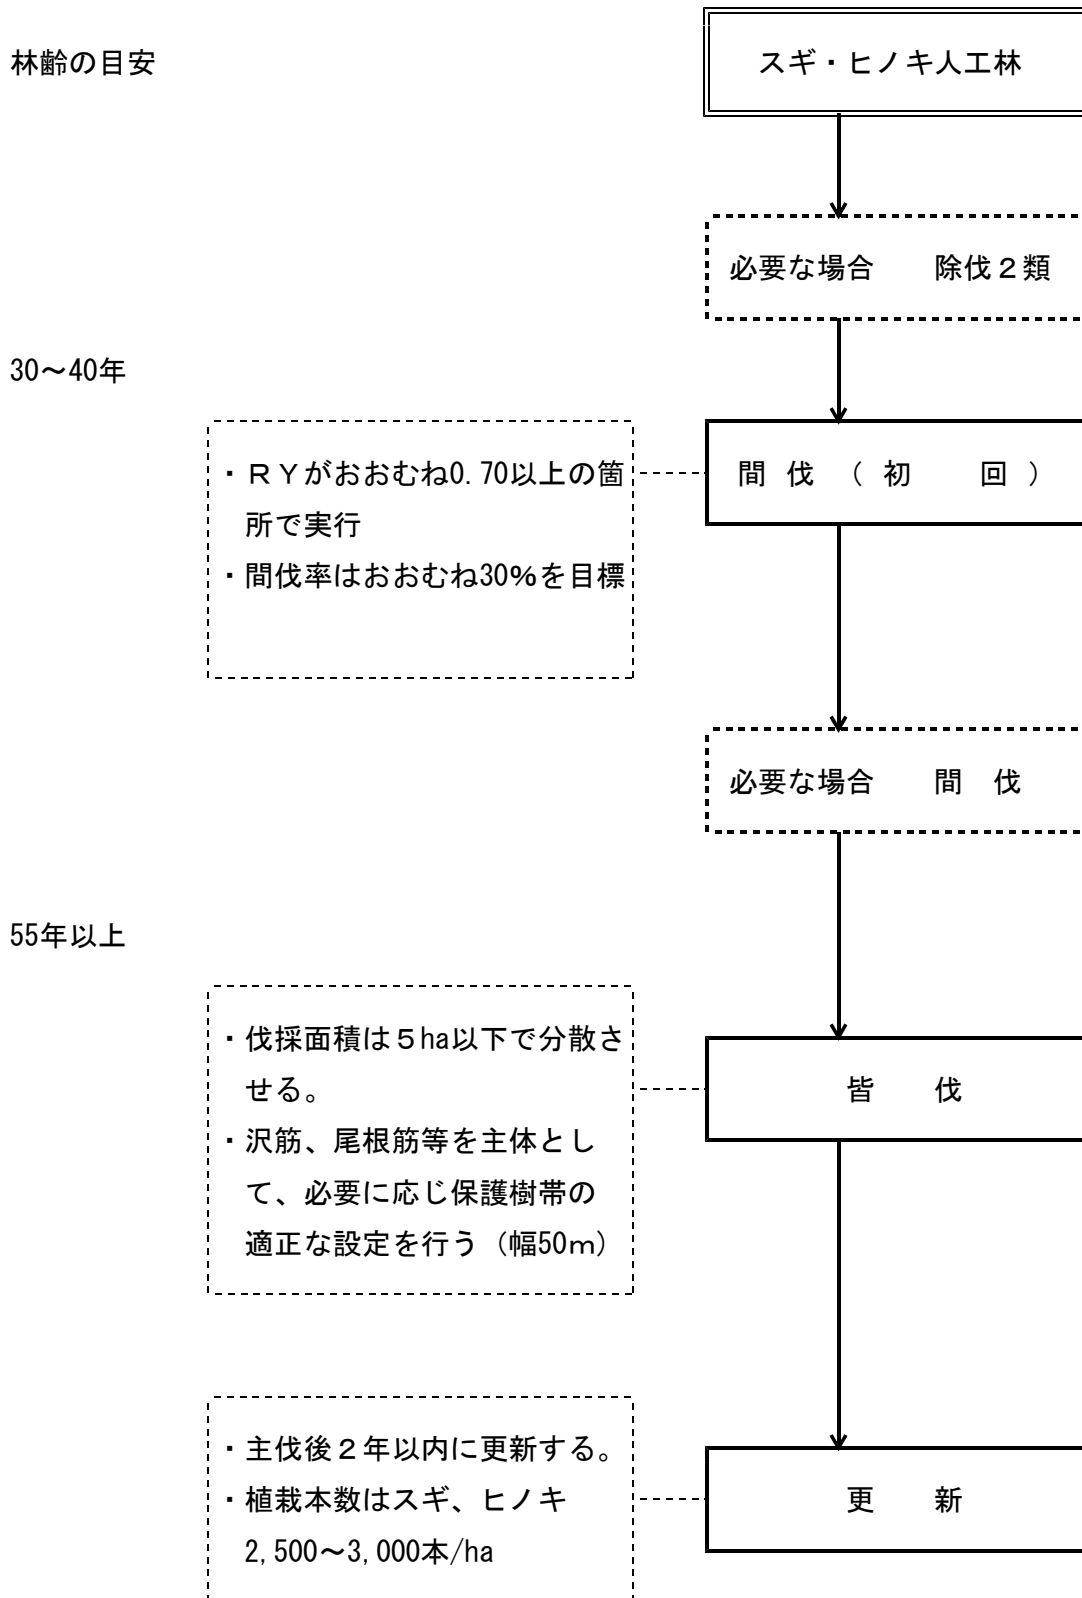 林齢の目安
スギ・ヒノキ人工林
必要な場合　除伐２類
30～40年
・ＲＹがおおむね0.70以上の箇
所で実行
・間伐率はおおむね30%を目標
間 伐 （ 初　回 ）
必要な場合　間　伐
55年以上
・伐採面積は５ha以下で分散さ
せる。
・沢筋、尾根筋等を主体とし
て、必要に応じ保護樹帯の
適正な設定を行う（幅50ｍ）
皆　伐
・主伐後２年以内に更新する。
・植栽本数はスギ、ヒノキ
2,500～3,000本/ha
更　新